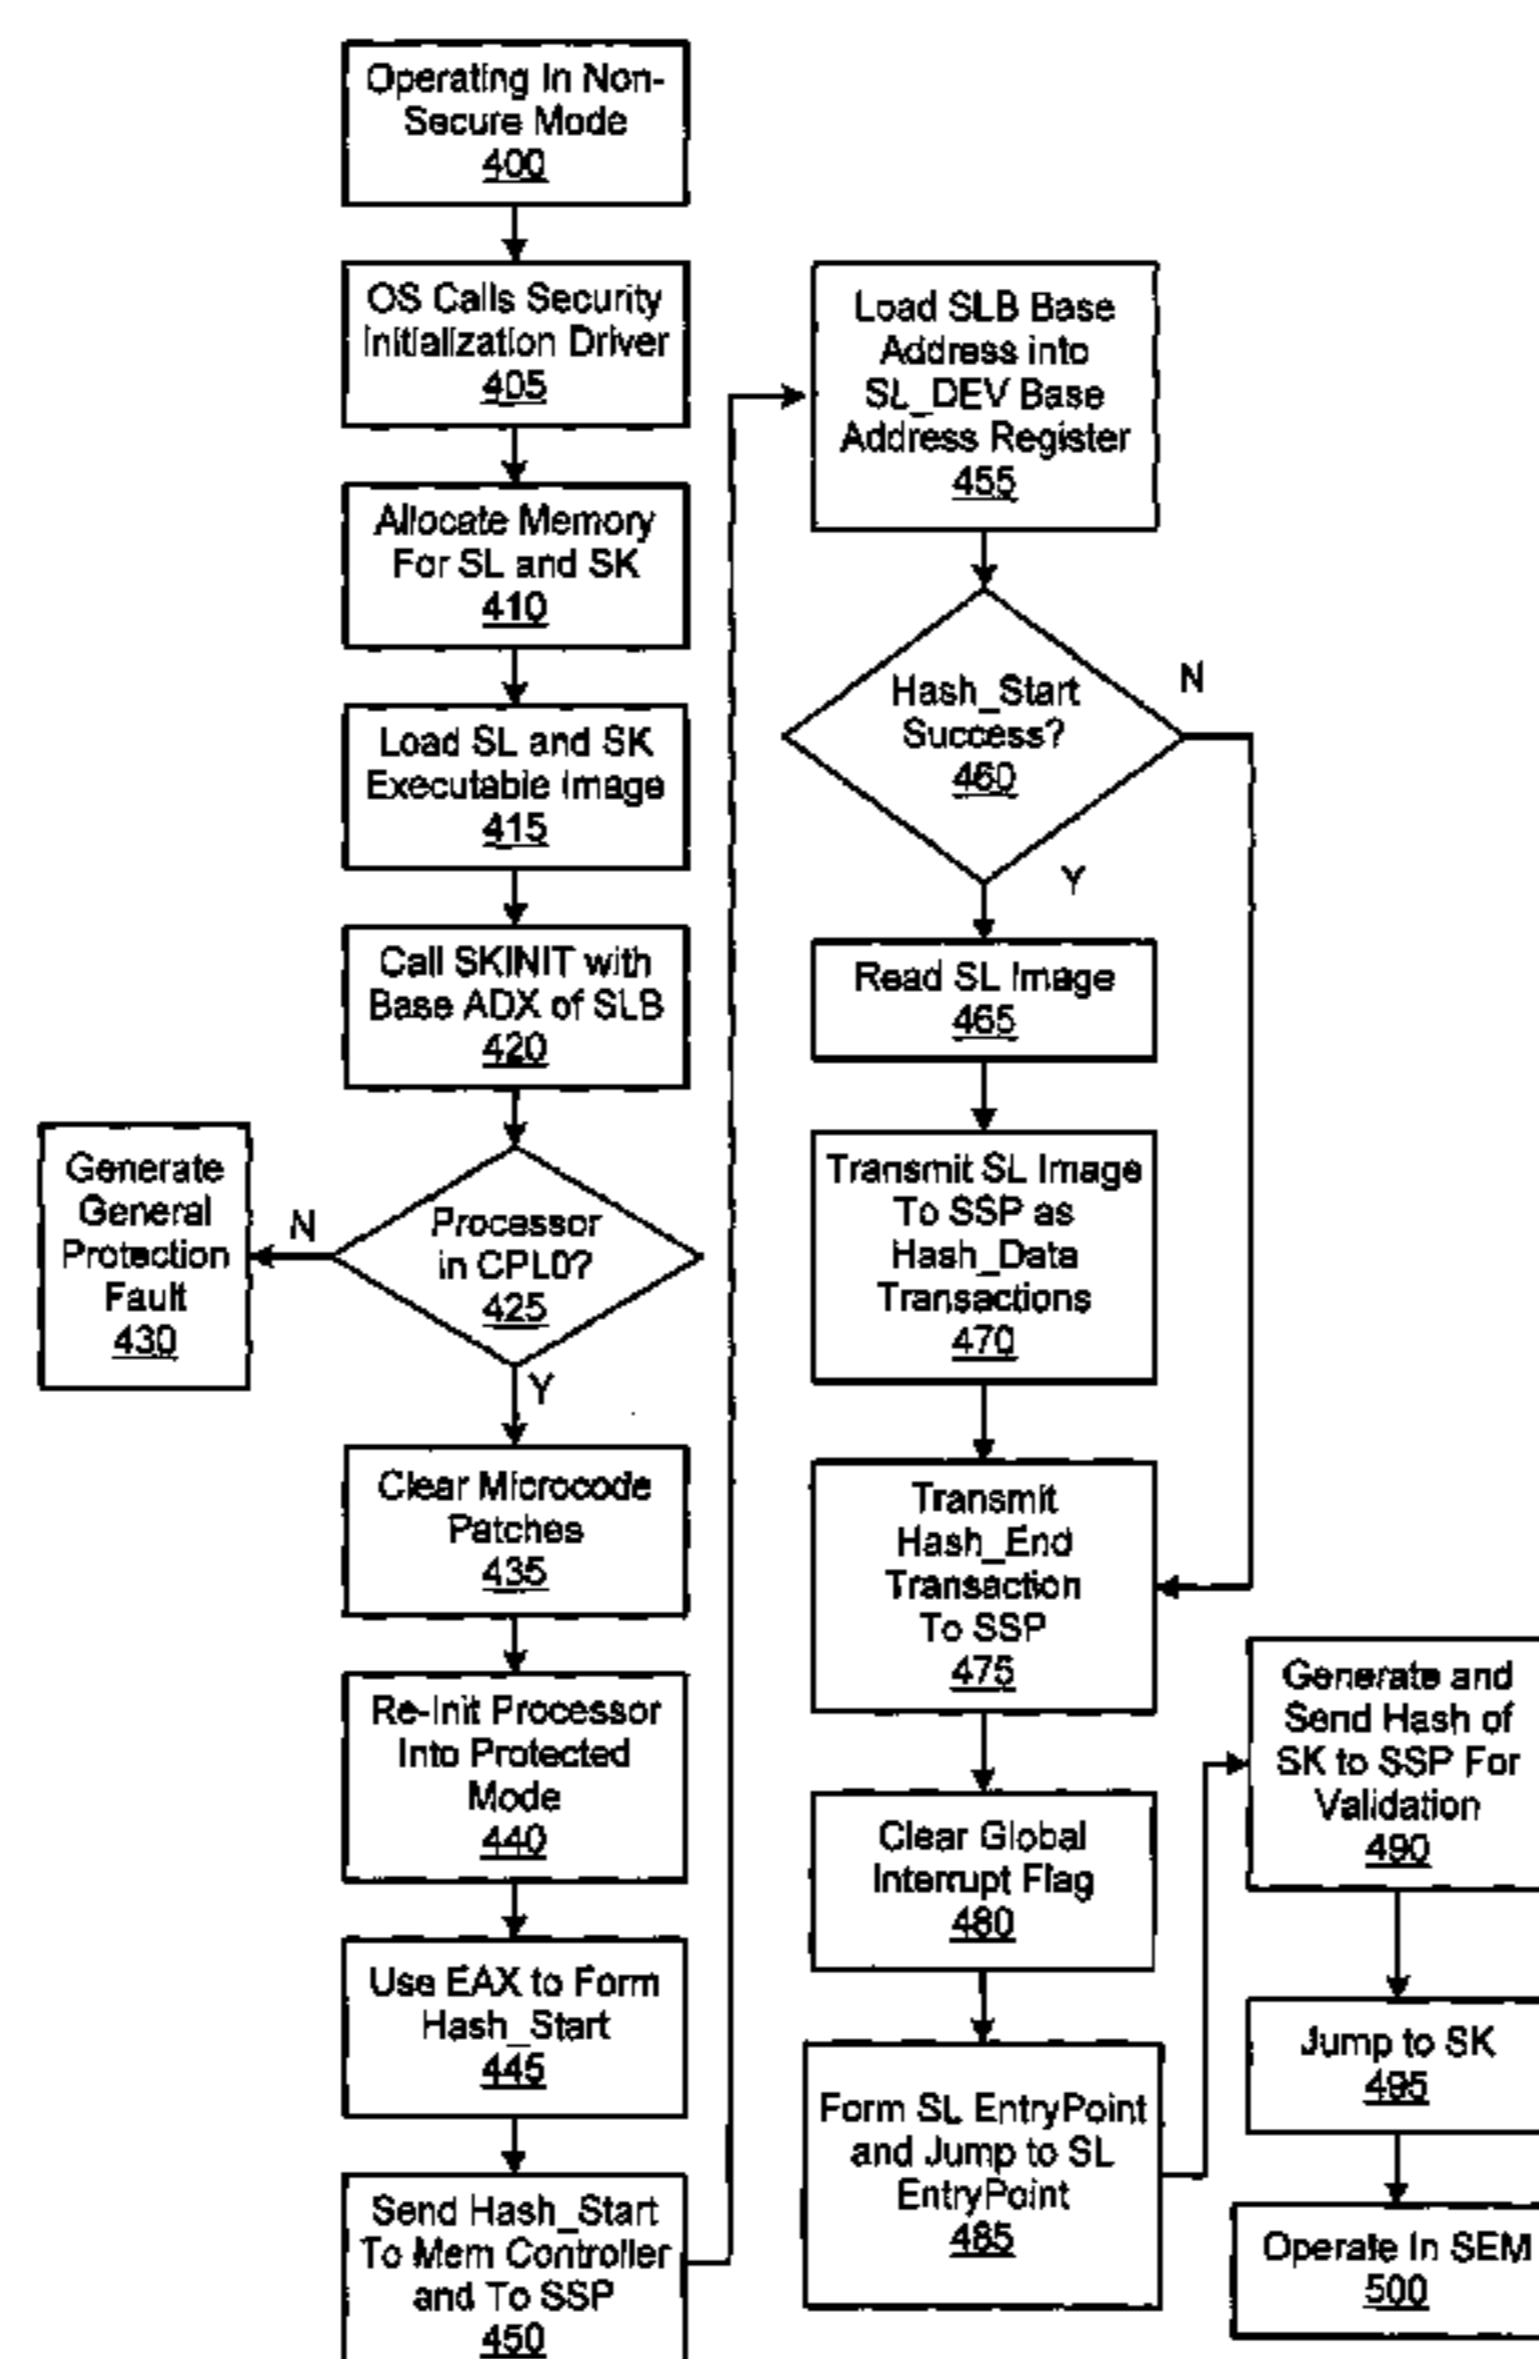 Operating In Non-
Secure Mode
400
OS Calls Security
Initialization Driver
405
Allocate Memory
For SL and SK
410
Load SL and SK
Executable Image
415
Call SKINIT with
Base ADX of SLB
420
Processor
in CPL0?
425
N
Generate
General
Protection
Fault
430
Y
Clear Microcode
Patches
435
Re-Init Processor
Into Protected
Mode
440
Use EAX to Form
Hash_Start
445
Send Hash_Start
To Mem Controller
and To SSP
450
Load SLB Base
Address into
SL_DEV Base
Address Register
455
Hash_Start
Success?
460
N
Y
Read SL Image
465
Transmit SL Image
To SSP as
Hash_Data
Transactions
470
Transmit
Hash_End
Transaction
To SSP
475
Clear Global
Interrupt Flag
480
Form SL EntryPoint
and Jump to SL
EntryPoint
485
Generate and
Send Hash of
SK to SSP For
Validation
490
Jump to SK
495
Operate In SEM
500